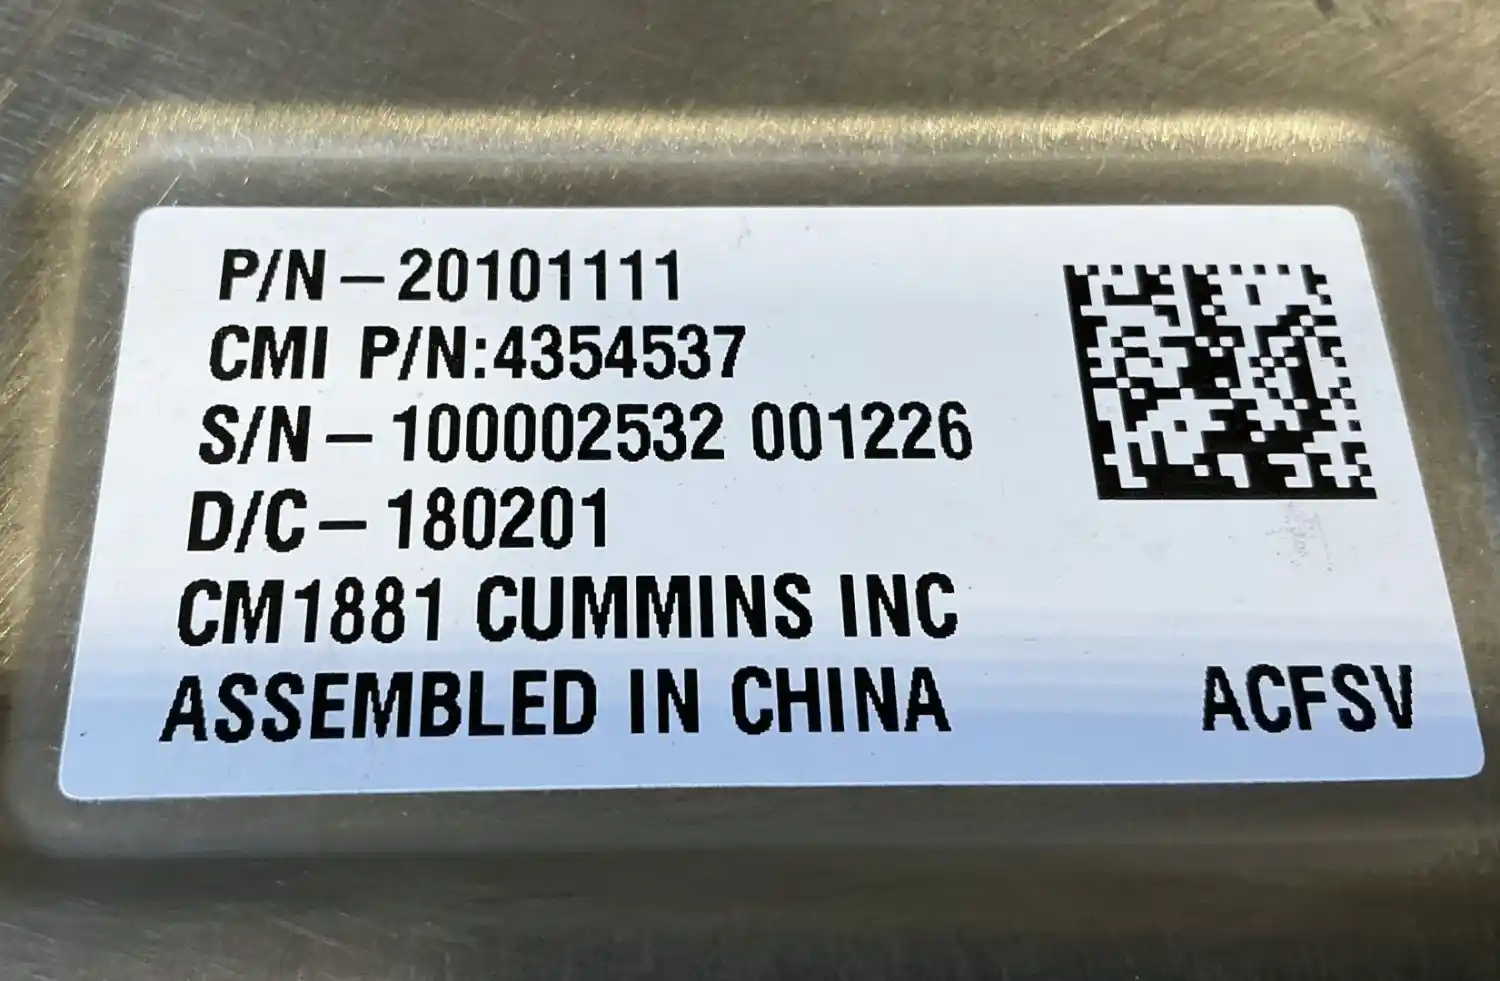 P/N – 20101111
CMI P/N:4354537
S/N – 100002532 001226
D/C – 180201
CM1881 CUMMINS INC
ASSEMBLED IN CHINA ACFSV